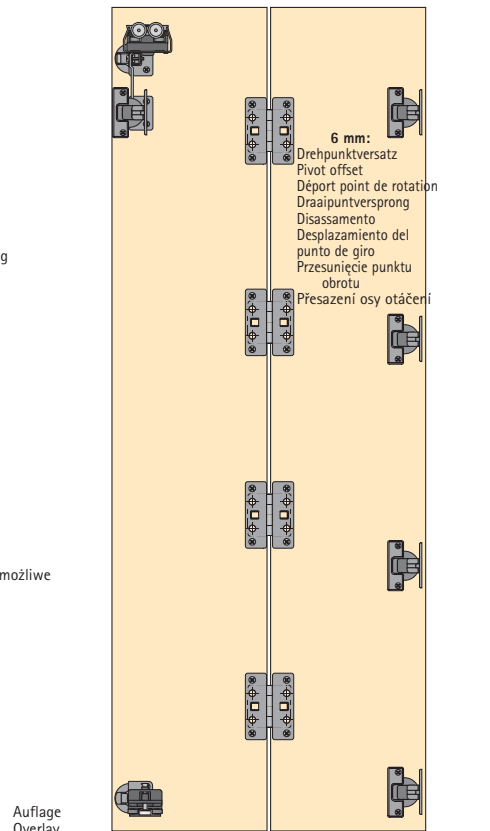 6 mm:
Drehpunktversatz
Pivot offset
Déport point de rotation
Draaipuntversprong
Disassamento
Desplazamiento del
punto de giro
Przesunięcie punktu
obrotu
Přesazení osy otáčení
g
możliwe
Auflage
Overlay